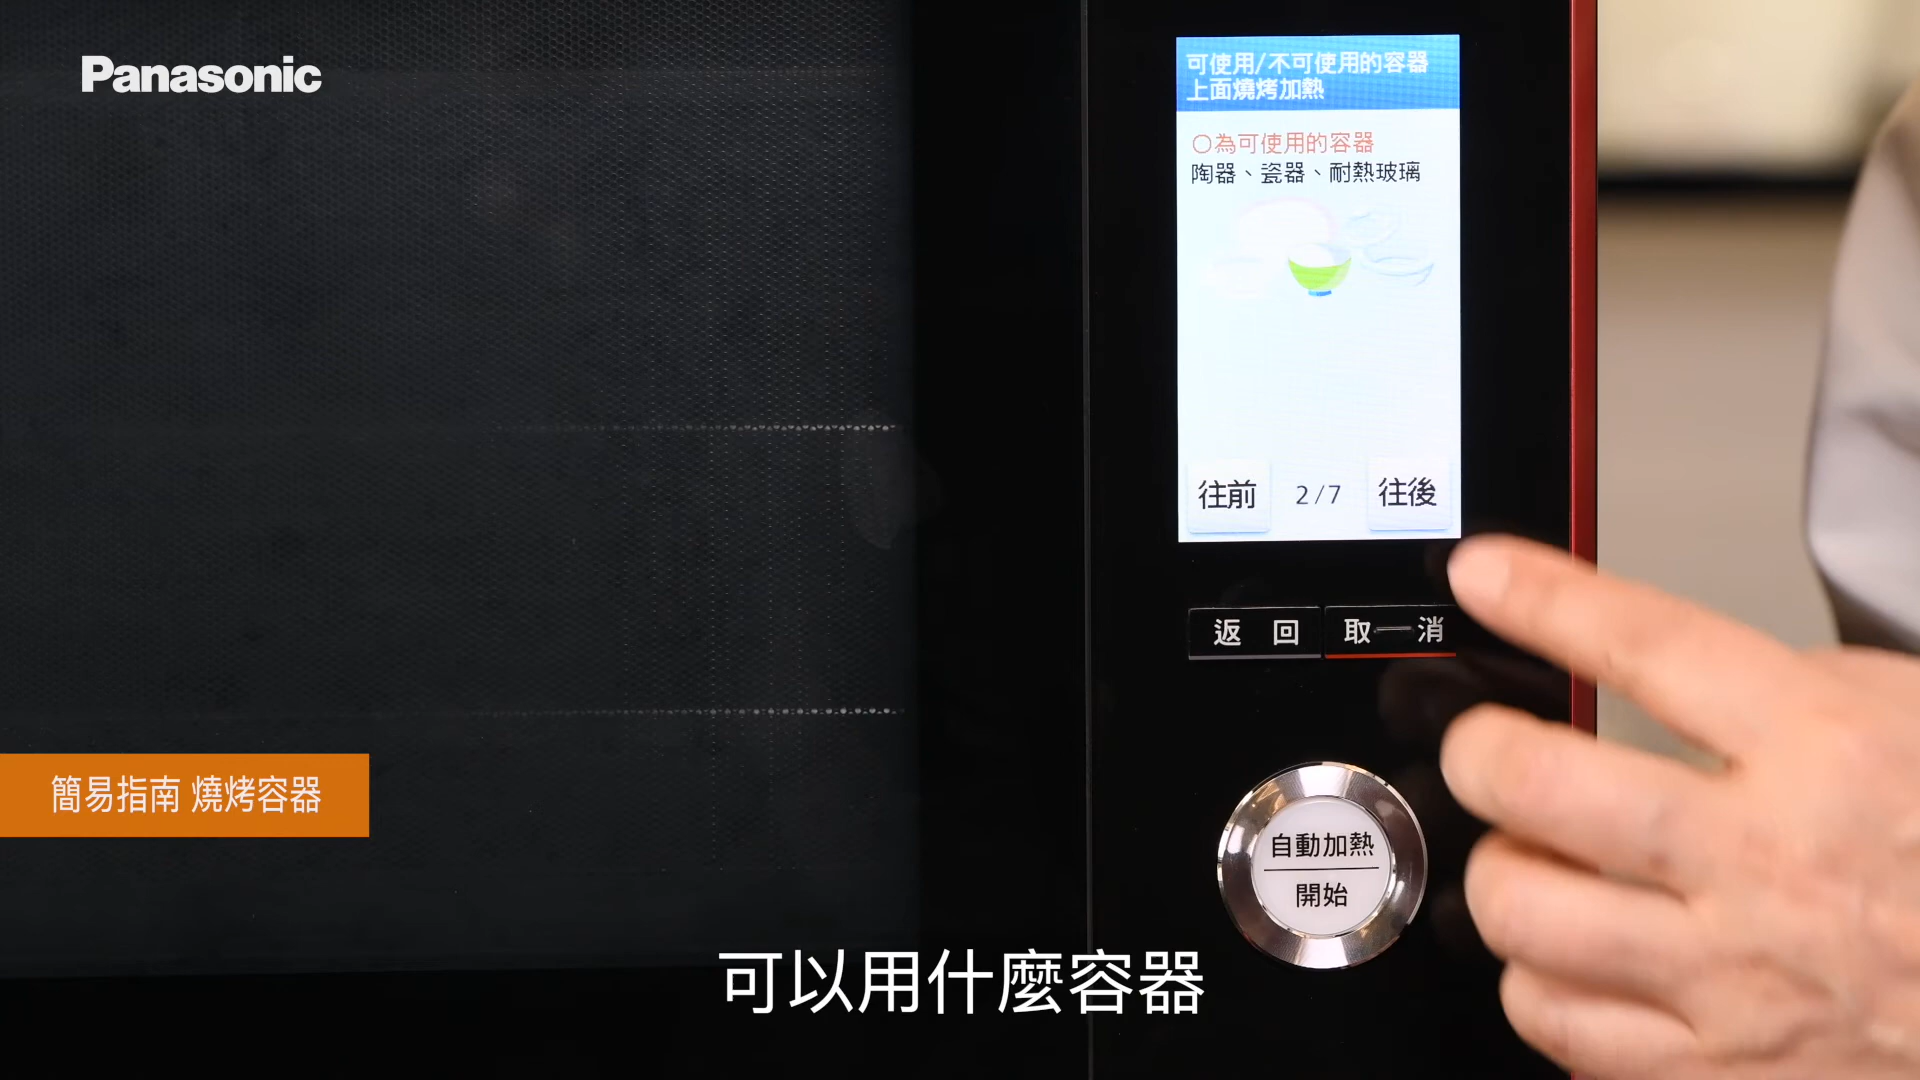 Panasonic
可使用/不可使用的容器
上面燒烤加熱
○為可使用的容器
陶器、瓷器、耐熱玻璃
往前 2/7 往後
返回 取消
簡易指南 燒烤容器
自動加熱
開始
可以用什麼容器